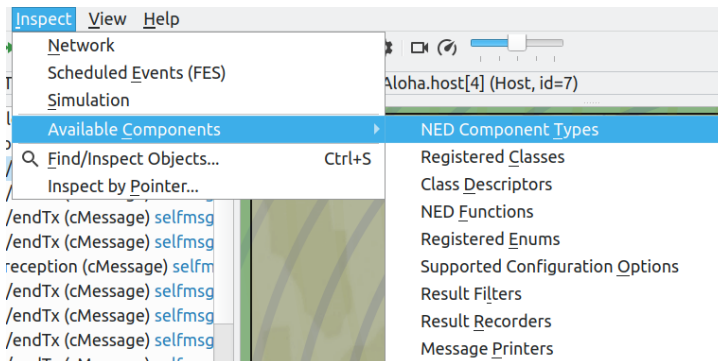 Inspect View Help
Network
Scheduled Events (FES)
Simulation
Aloha.host[4] (Host, id=7)
Available Components
NED Component Types
Find/Inspect Objects... Ctrl+S
Registered Classes
Inspect by Pointer...
Class Descriptors
/endTx (cMessage) selfmsg
NED Functions
/endTx (cMessage) selfmsg
Registered Enums
reception (cMessage) selfm
Supported Configuration Options
/endTx (cMessage) selfmsg
Result Filters
/endTx (cMessage) selfmsg
Result Recorders
/endTx (cMessage) selfmsg
Message Printers